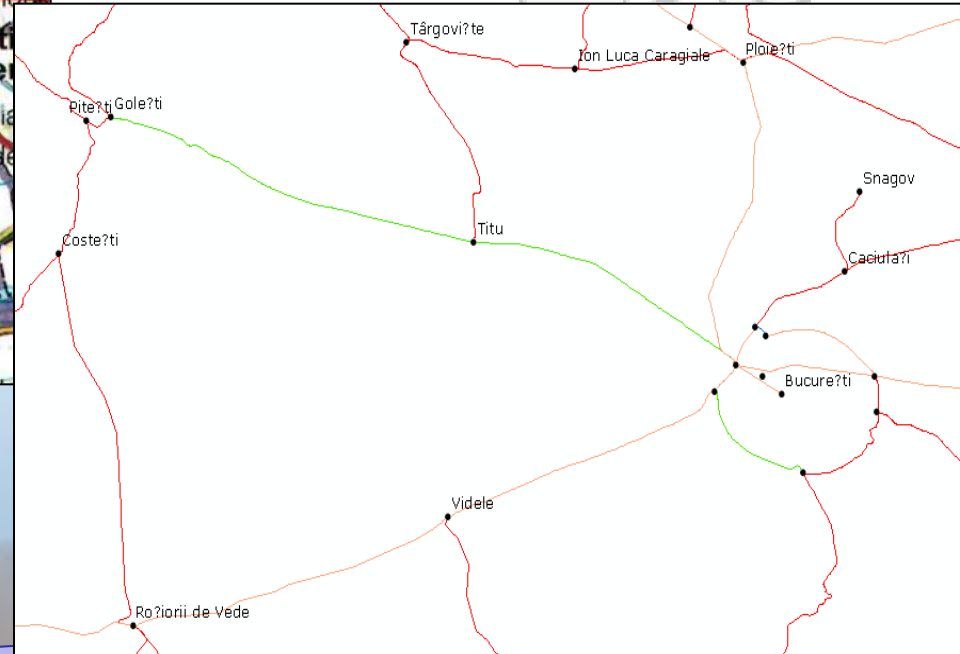 Târgovi?te
Ion Luca Caragiale
Ploie?ti
Pite?ti
Gole?ti
Snagov
Titu
Coste?ti
Caciula?i
Bucure?ti
Videle
Ro?iorii de Vede